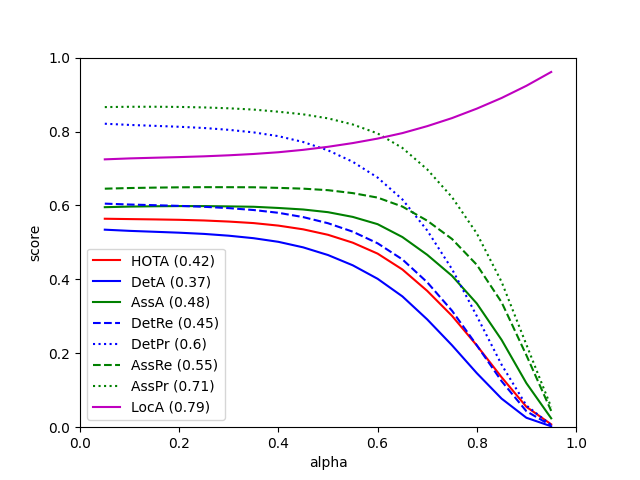 1.0
0.8
0.6
0.4
0.2
0.0
score
HOTA (0.42)
DetA (0.37)
AssA (0.48)
DetRe (0.45)
DetPr (0.6)
AssRe (0.55)
AssPr (0.71)
LocA (0.79)
0.0 0.2 0.4 0.6 0.8 1.0
alpha